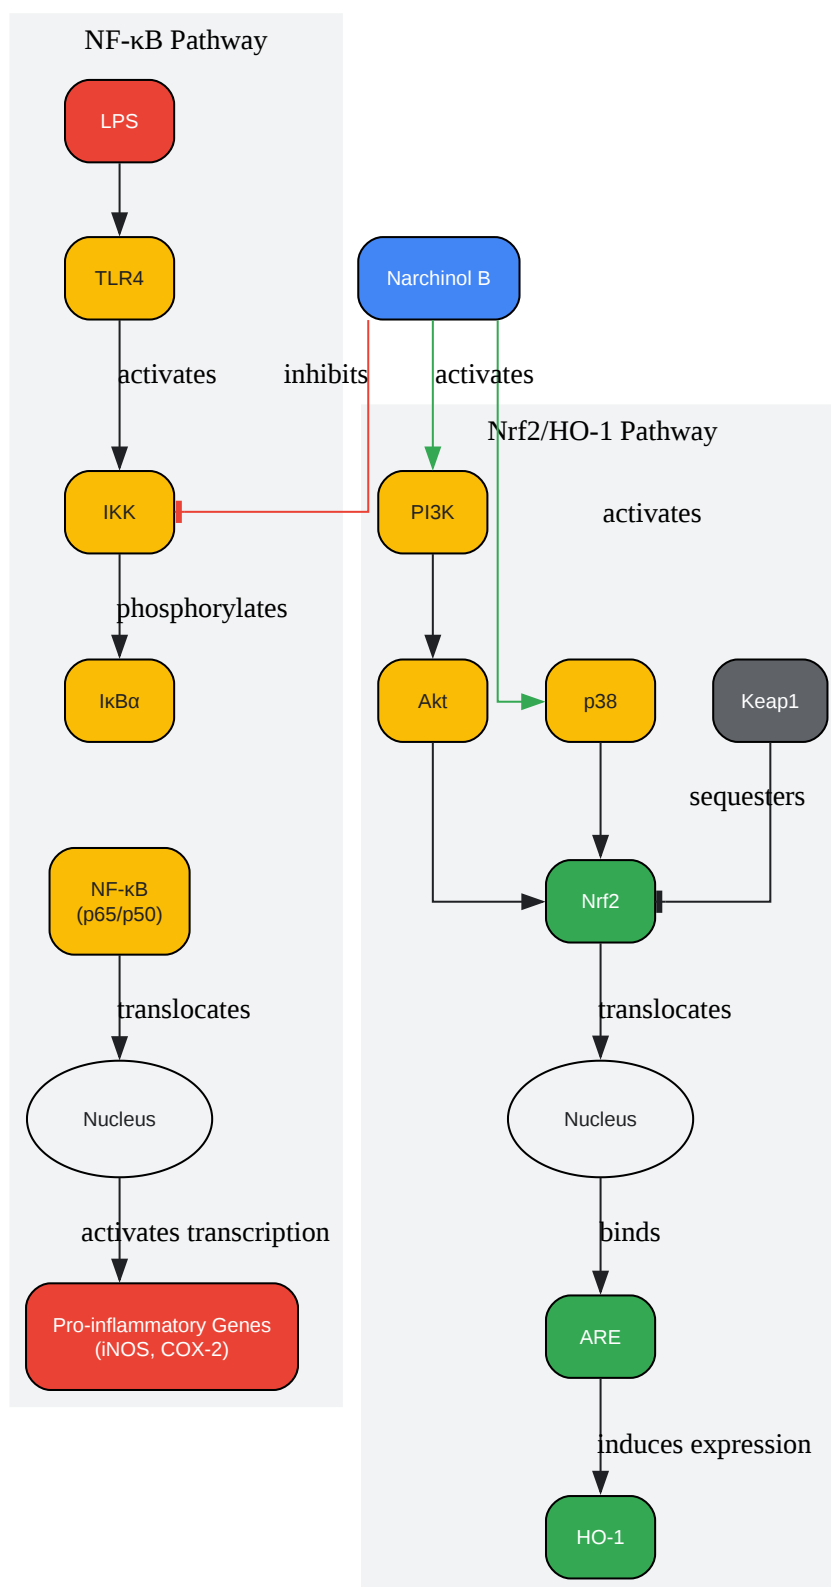 NF-κB Pathway
LPS
TLR4
Narchinol B
activates
inhibits
activates
Nrf2/HO-1 Pathway
IKK
PI3K
activates
phosphorylates
IκBα
Akt
p38
Keap1
sequesters
NF-κB
(p65/p50)
Nrf2
translocates
translocates
Nucleus
Nucleus
activates transcription
binds
Pro-inflammatory Genes
(iNOS, COX-2)
ARE
induces expression
HO-1